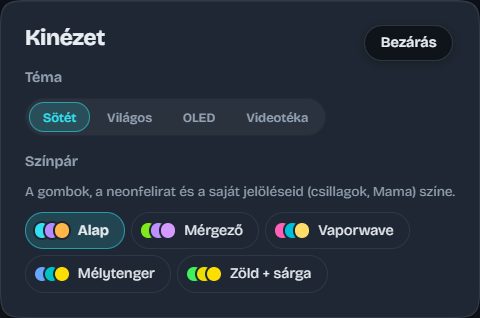 Kinézet
Bezárás
Téma
Sötét Világos OLED Videotéka
Színpár
A gombok, a neonfelirat és a saját jelöléseid (csillagok, Mama) színe.
Alap Mérgező Vaporwave
Mélytenger Zöld + sárga